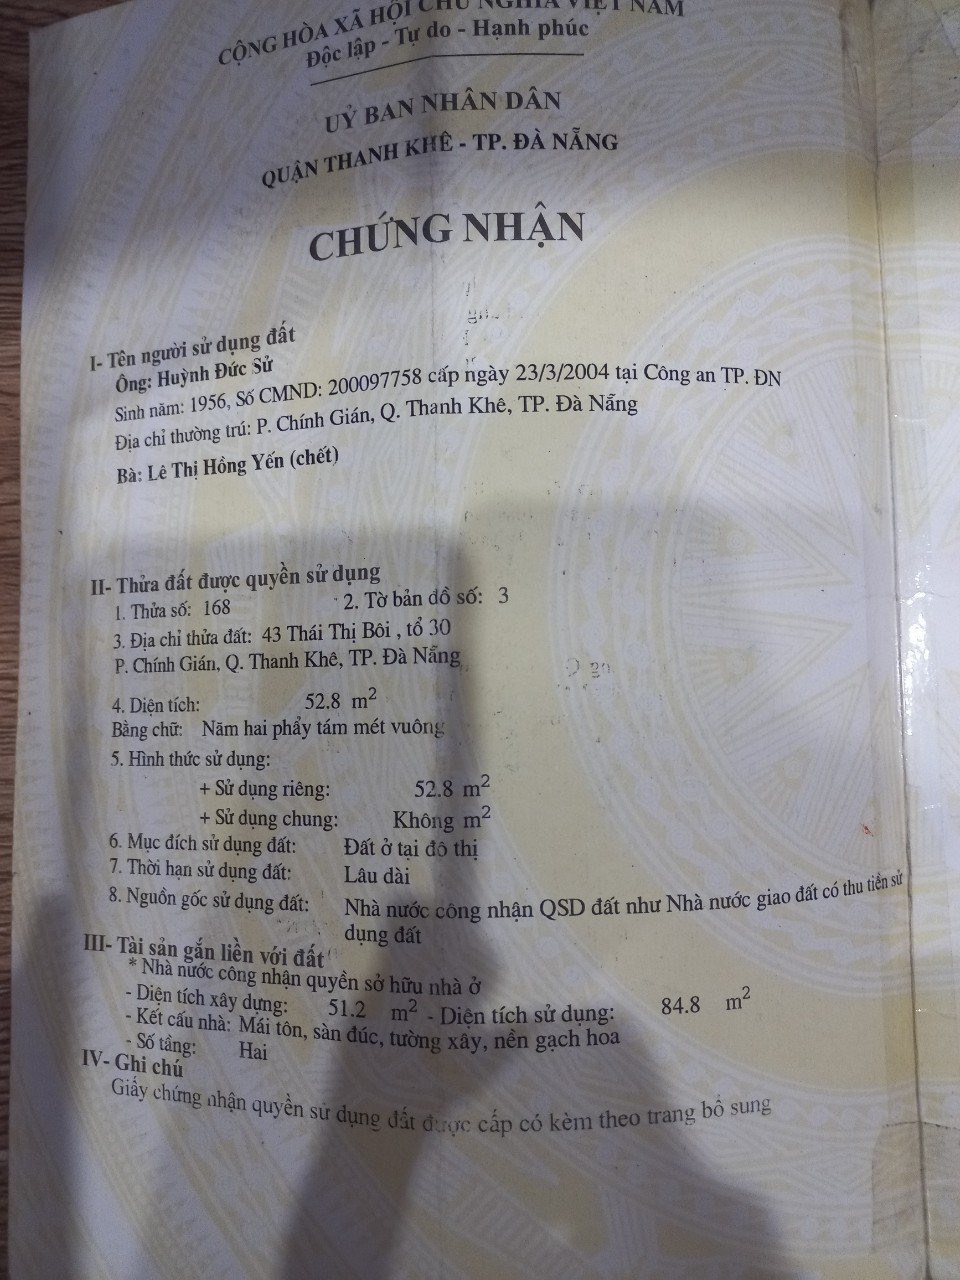 CỘNG HÒA XÃ HỘI CHỦ NGHĨA VIỆT NAM
Độc lập - Tự do - Hạnh phúc
UỶ BAN NHÂN DÂN
QUẬN THANH KHÊ - TP. ĐÀ NẴNG
CHỨNG NHẬN
I- Tên người sử dụng đất
Ông: Huỳnh Đức Sử
Sinh năm: 1956, Số CMND: 200097758 cấp ngày 23/3/2004 tại Công an TP. ĐN
Địa chỉ thường trú: P. Chính Gián, Q. Thanh Khê, TP. Đà Nẵng
Bà: Lê Thị Hồng Yến (chết)
II- Thửa đất được quyền sử dụng
1. Thửa số: 168 2. Tờ bản đồ số: 3
3. Địa chỉ thửa đất: 43 Thái Thị Bôi , tổ 30
P. Chính Gián, Q. Thanh Khê, TP. Đà Nẵng
4. Diện tích: 52.8 m²
Bằng chữ: Năm hai phẩy tám mét vuông
5. Hình thức sử dụng:
+ Sử dụng riêng: 52.8 m²
+ Sử dụng chung: Không m²
6. Mục đích sử dụng đất: Đất ở tại đô thị
7. Thời hạn sử dụng đất: Lâu dài
8. Nguồn gốc sử dụng đất: Nhà nước công nhận QSD đất như Nhà nước giao đất có thu tiền sử
dụng đất
III- Tài sản gắn liền với đất
* Nhà nước công nhận quyền sở hữu nhà ở
- Diện tích xây dựng: 51.2 m² - Diện tích sử dụng: 84.8 m²
- Kết cấu nhà: Mái tôn, sàn đúc, tường xây, nền gạch hoa
- Số tầng: Hai
IV- Ghi chú
Giấy chứng nhận quyền sử dụng đất được cấp có kèm theo trang bổ sung